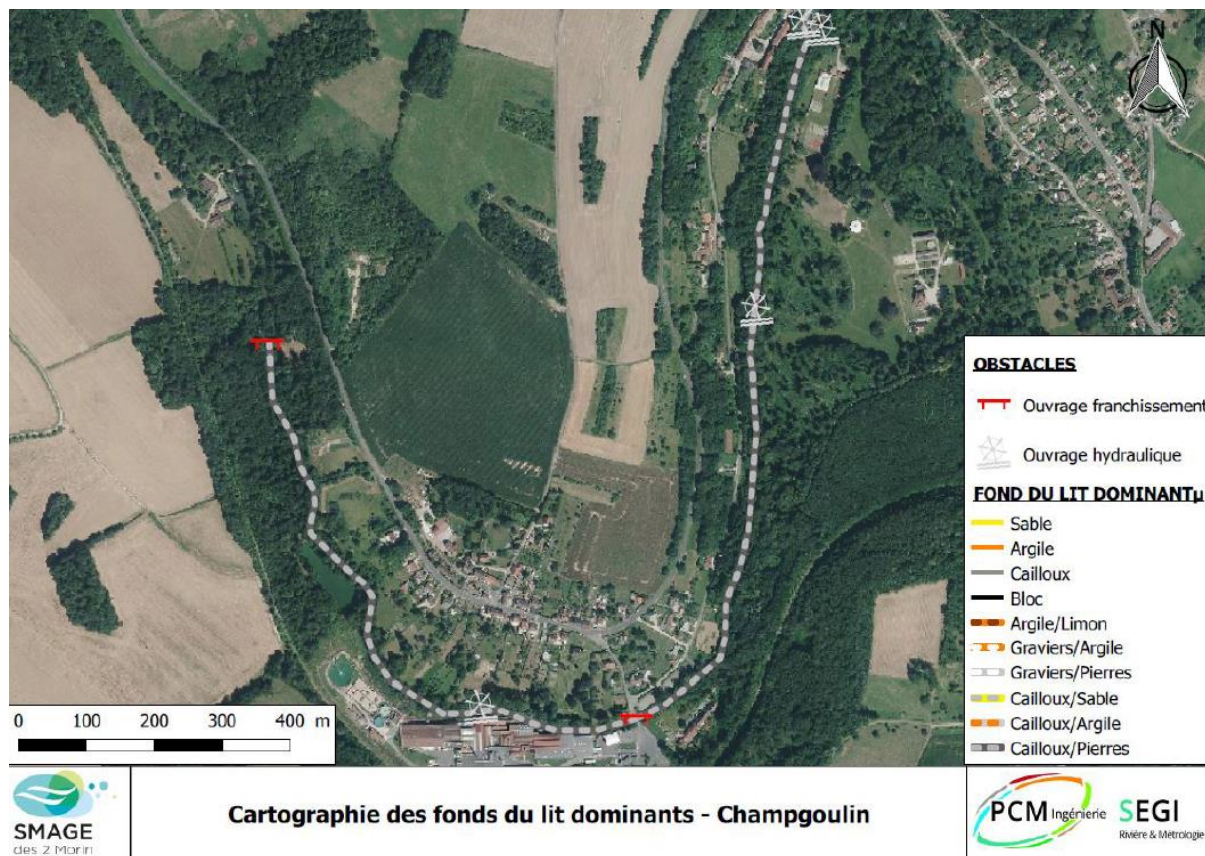 N
OBSTACLES
Ouvrage franchissement
Ouvrage hydraulique
FOND DU LIT DOMINANTµ
Sable
Argile
Cailloux
Bloc
Argile/Limon
Graviers/Argile
Graviers/Pierres
Cailloux/Sable
Cailloux/Argile
Cailloux/Pierres
0 100 200 300 400 m
SMAGE
des 2 Morin
Cartographie des fonds du lit dominants - Champgoulin
PCM Ingénierie
SEGI
Rivière & Métrologie